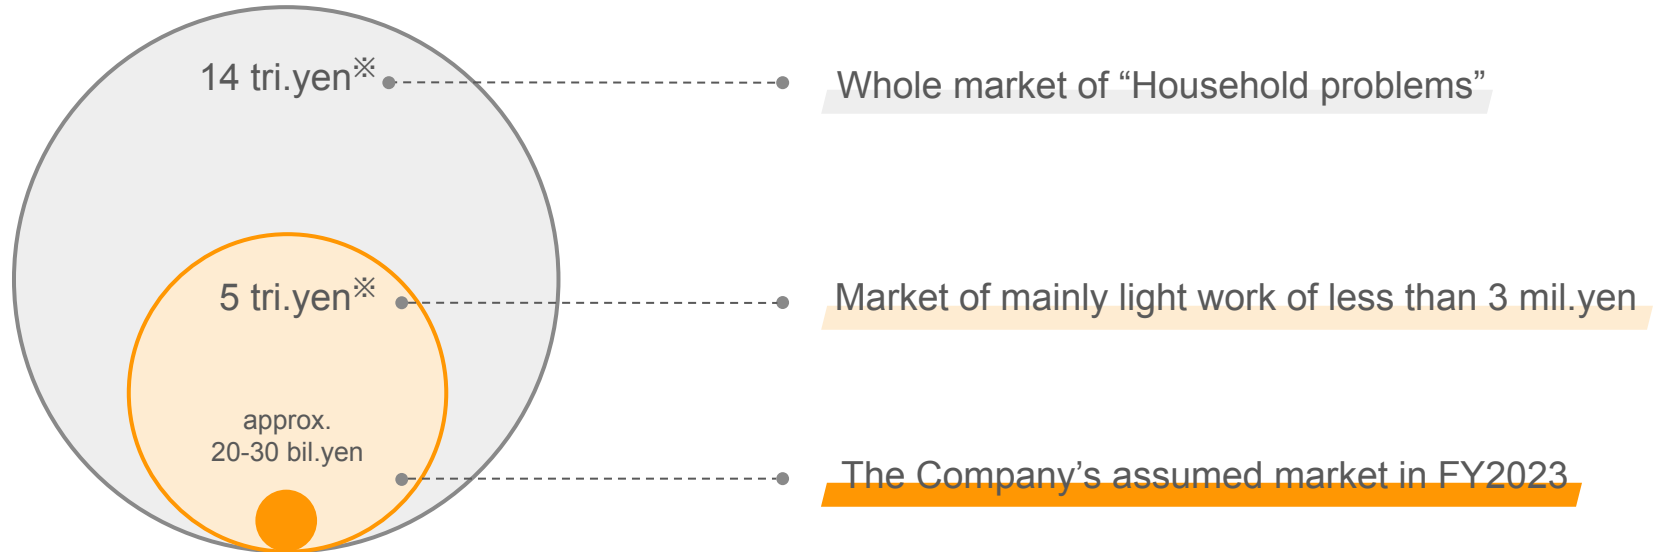 14 tri.yen※
Whole market of “Household problems”
5 tri.yen※
Market of mainly light work of less than 3 mil.yen
approx.
20-30 bil.yen
The Company’s assumed market in FY2023